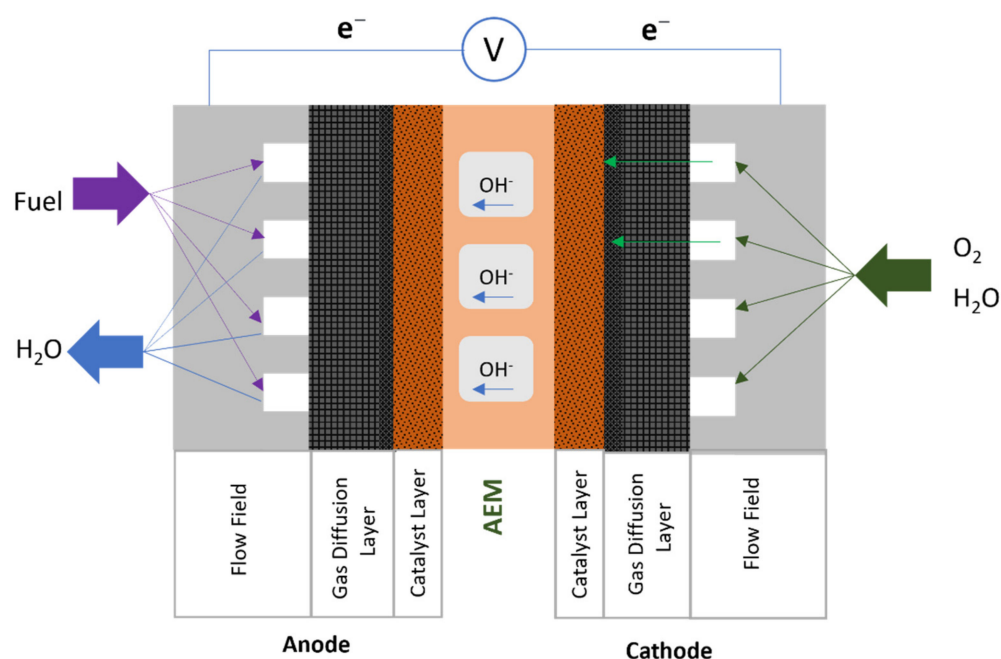 e⁻
e⁻
V
Fuel
H₂O
OH⁻
OH⁻
OH⁻
O₂
H₂O
Flow Field
Gas Diffusion
Layer
Catalyst Layer
AEM
Catalyst Layer
Gas Diffusion
Layer
Flow Field
Anode
Cathode